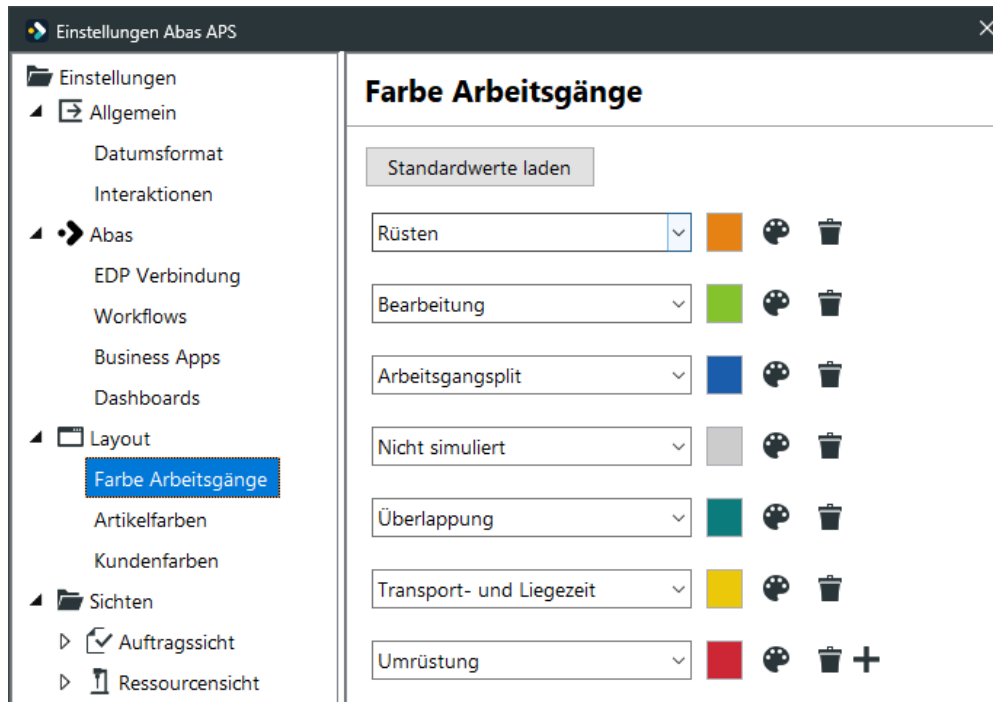 Einstellungen Abas APS
Einstellungen
Allgemein
Datumsformat
Interaktionen
Abas
EDP Verbindung
Workflows
Business Apps
Dashboards
Layout
Farbe Arbeitsgänge
Artikelfarben
Kundenfarben
Sichten
Auftragssicht
Ressourcensicht
Farbe Arbeitsgänge
Standardwerte laden
Rüsten
Bearbeitung
Arbeitsgangsplit
Nicht simuliert
Überlappung
Transport- und Liegezeit
Umrüstung